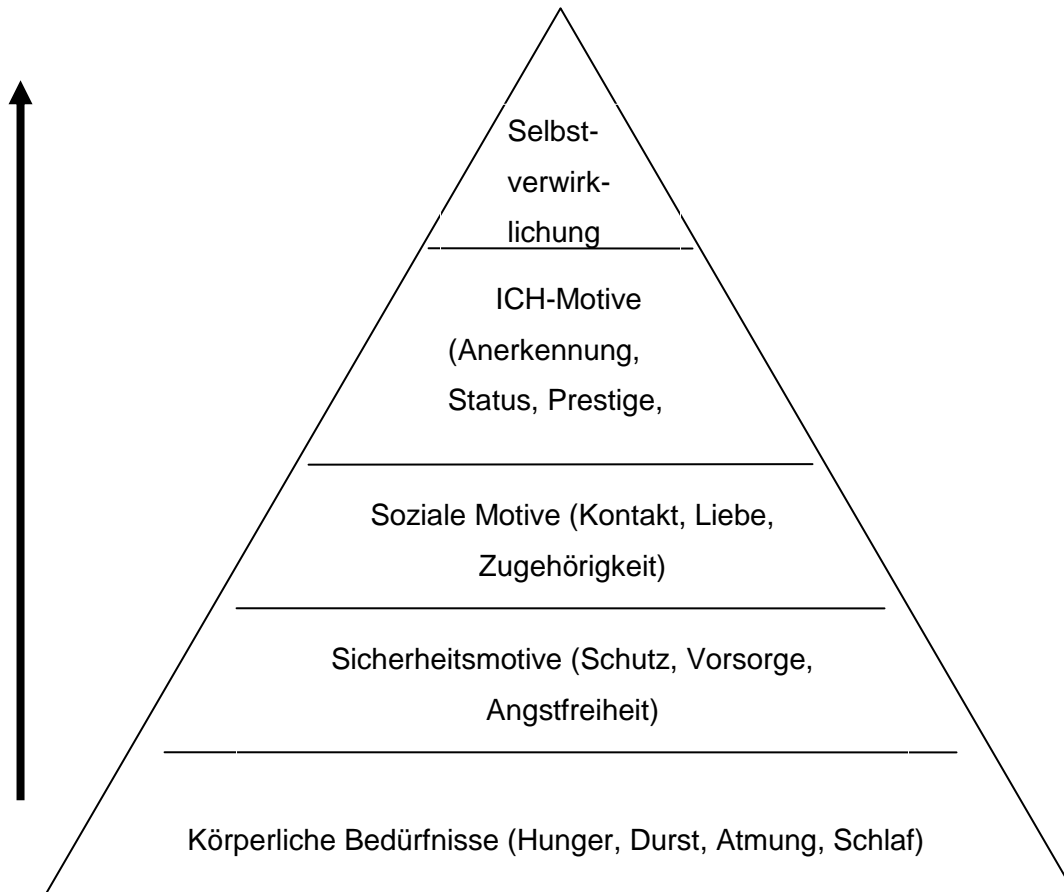 Selbst-
verwirk-
lichung
ICH-Motive
(Anerkennung,
Status, Prestige,
Soziale Motive (Kontakt, Liebe,
Zugehörigkeit)
Sicherheitsmotive (Schutz, Vorsorge,
Angstfreiheit)
Körperliche Bedürfnisse (Hunger, Durst, Atmung, Schlaf)